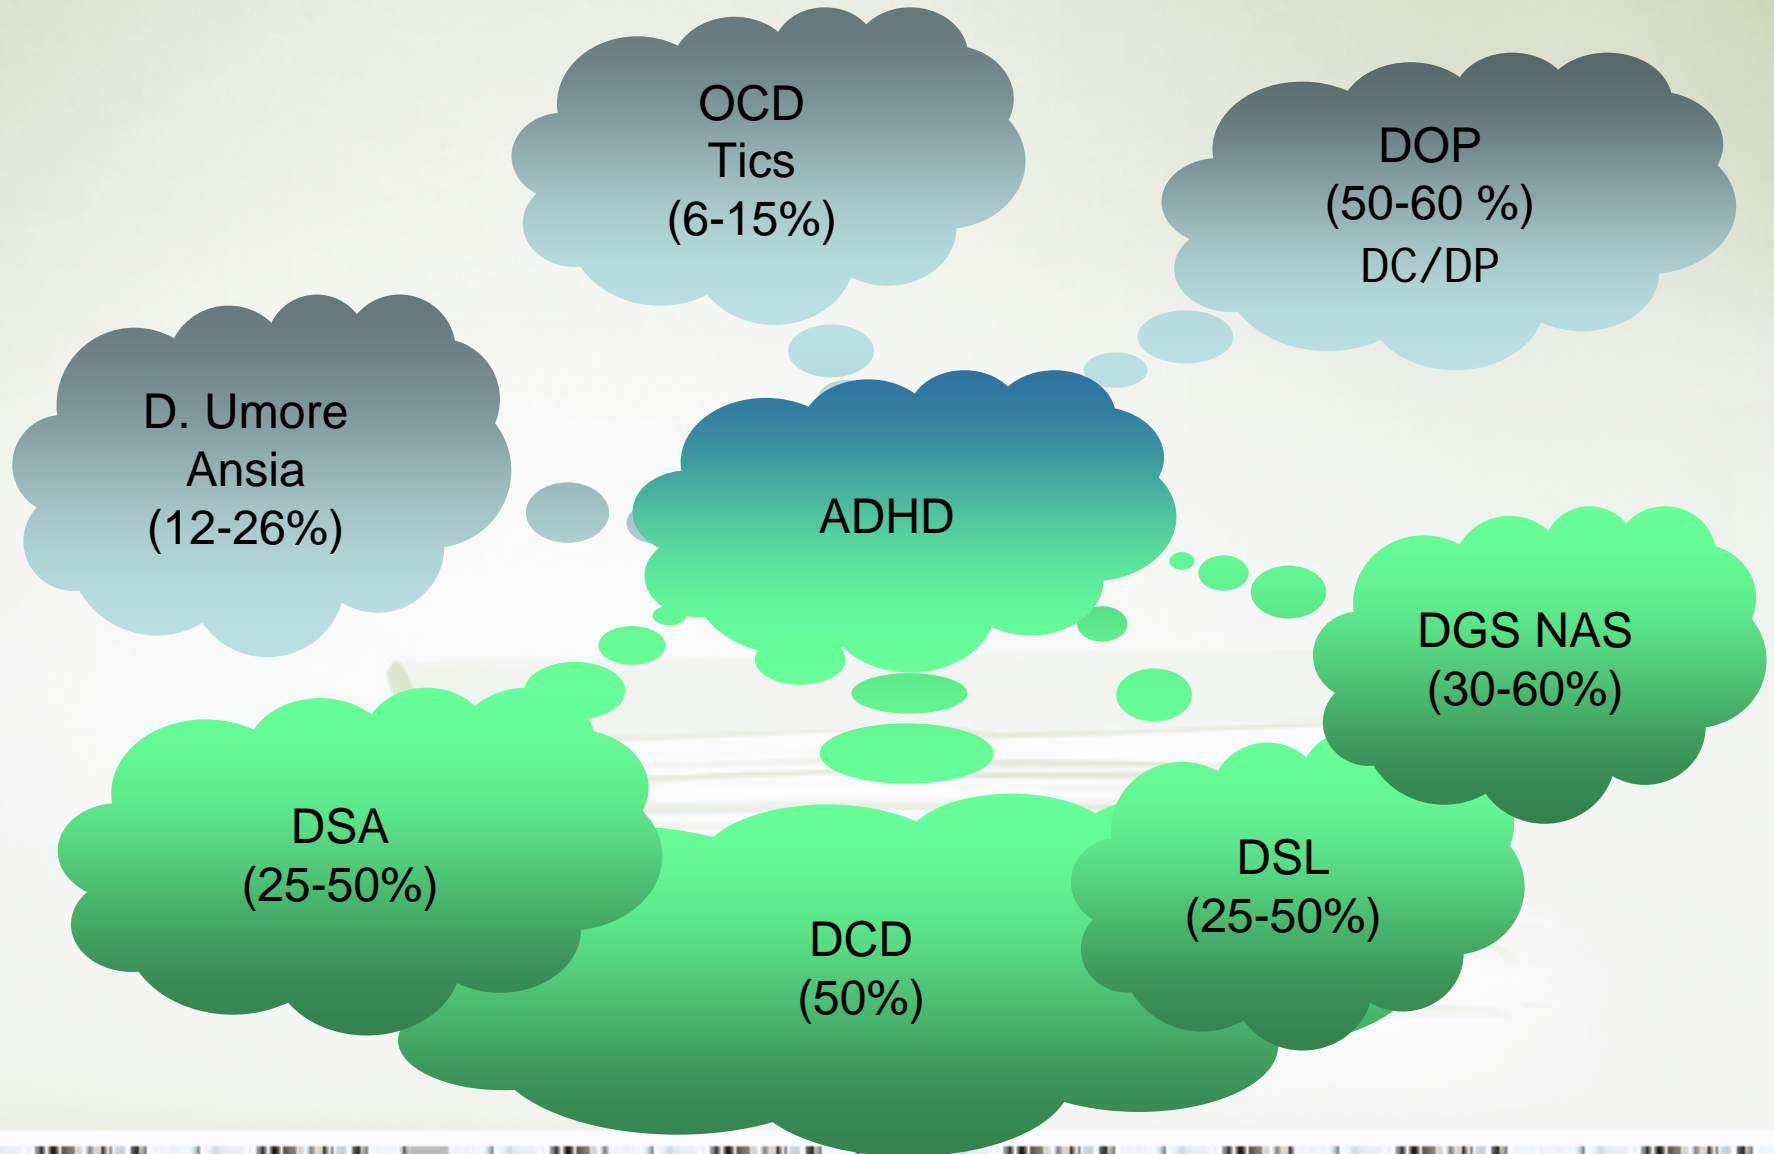 OCD
Tics
(6-15%)
DOP
(50-60 %)
DC/DP
D. Umore
Ansia
(12-26%)
ADHD
DGS NAS
(30-60%)
DSA
(25-50%)
DSL
(25-50%)
DCD
(50%)